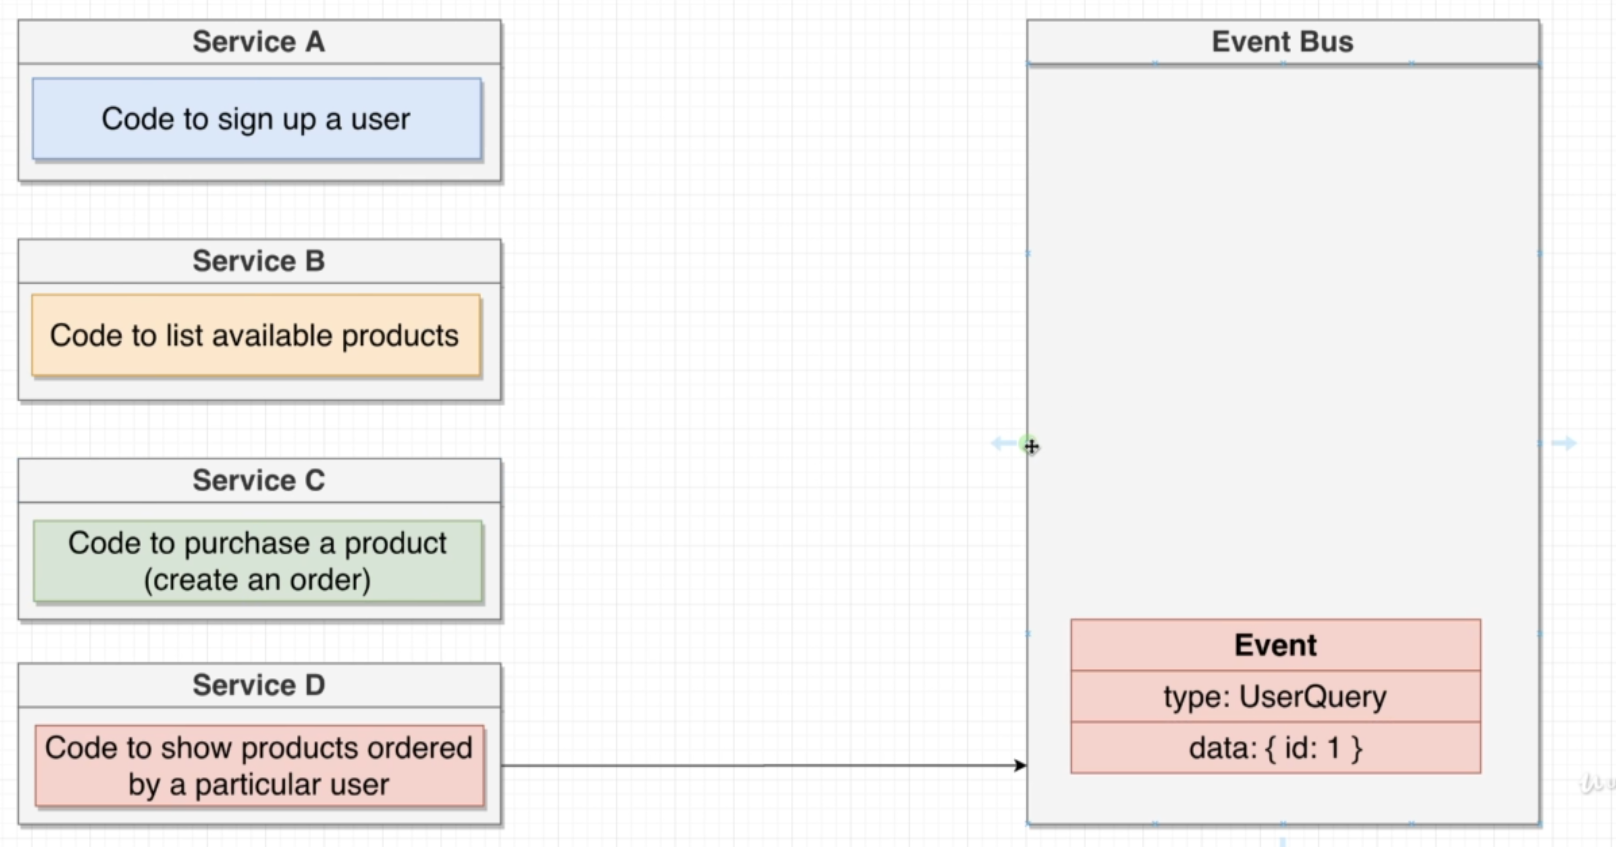 Service A
Code to sign up a user
Service B
Code to list available products
Service C
Code to purchase a product
(create an order)
Service D
Code to show products ordered
by a particular user
Event Bus
Event
type: UserQuery
data: { id: 1 }